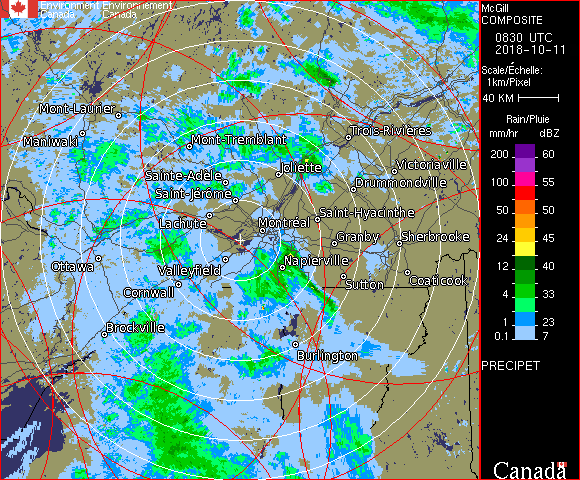 Environment Environnement
Canada Canada
McGill
COMPOSITE
0830 UTC
2018-10-11
Scale/Échelle:
1km/Pixel
40 KM
Rain/Pluie
mm/hr dBZ
200 60
100 55
50 50
24 45
12 40
4 33
1 23
0.1 7
PRECIPET
Mont-Laurier
Maniwaki
Mont-Tremblant
Trois-Rivières
Joliette
Victoriaville
Sainte-Adèle
Drummondville
Saint-Jérôme
Lachute
Saint-Hyacinthe
Montréal
Granby
Sherbrooke
Ottawa
Valleyfield
Napierville
Cornwall
Sutton
Coaticook
Brockville
Burlington
Canada